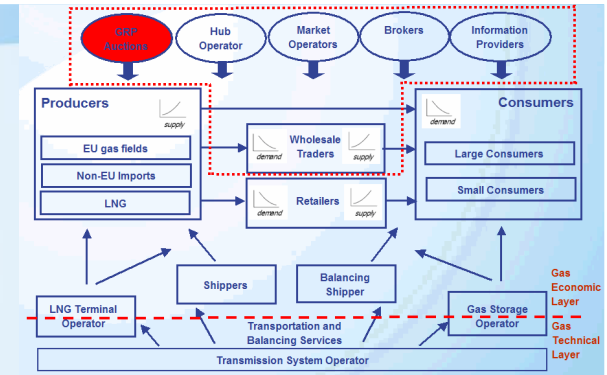 GRP
Auctions
Hub
Operator
Market
Operators
Brokers
Information
Providers
Producers
supply
EU gas fields
Non-EU Imports
LNG
demand
Wholesale
Traders
supply
demand
Retailers
supply
Consumers
demand
Large Consumers
Small Consumers
Shippers
Balancing
Shipper
LNG Terminal
Operator
Gas Storage
Operator
Gas
Economic
Layer
Transportation and
Balancing Services
Gas
Technical
Layer
Transmission System Operator